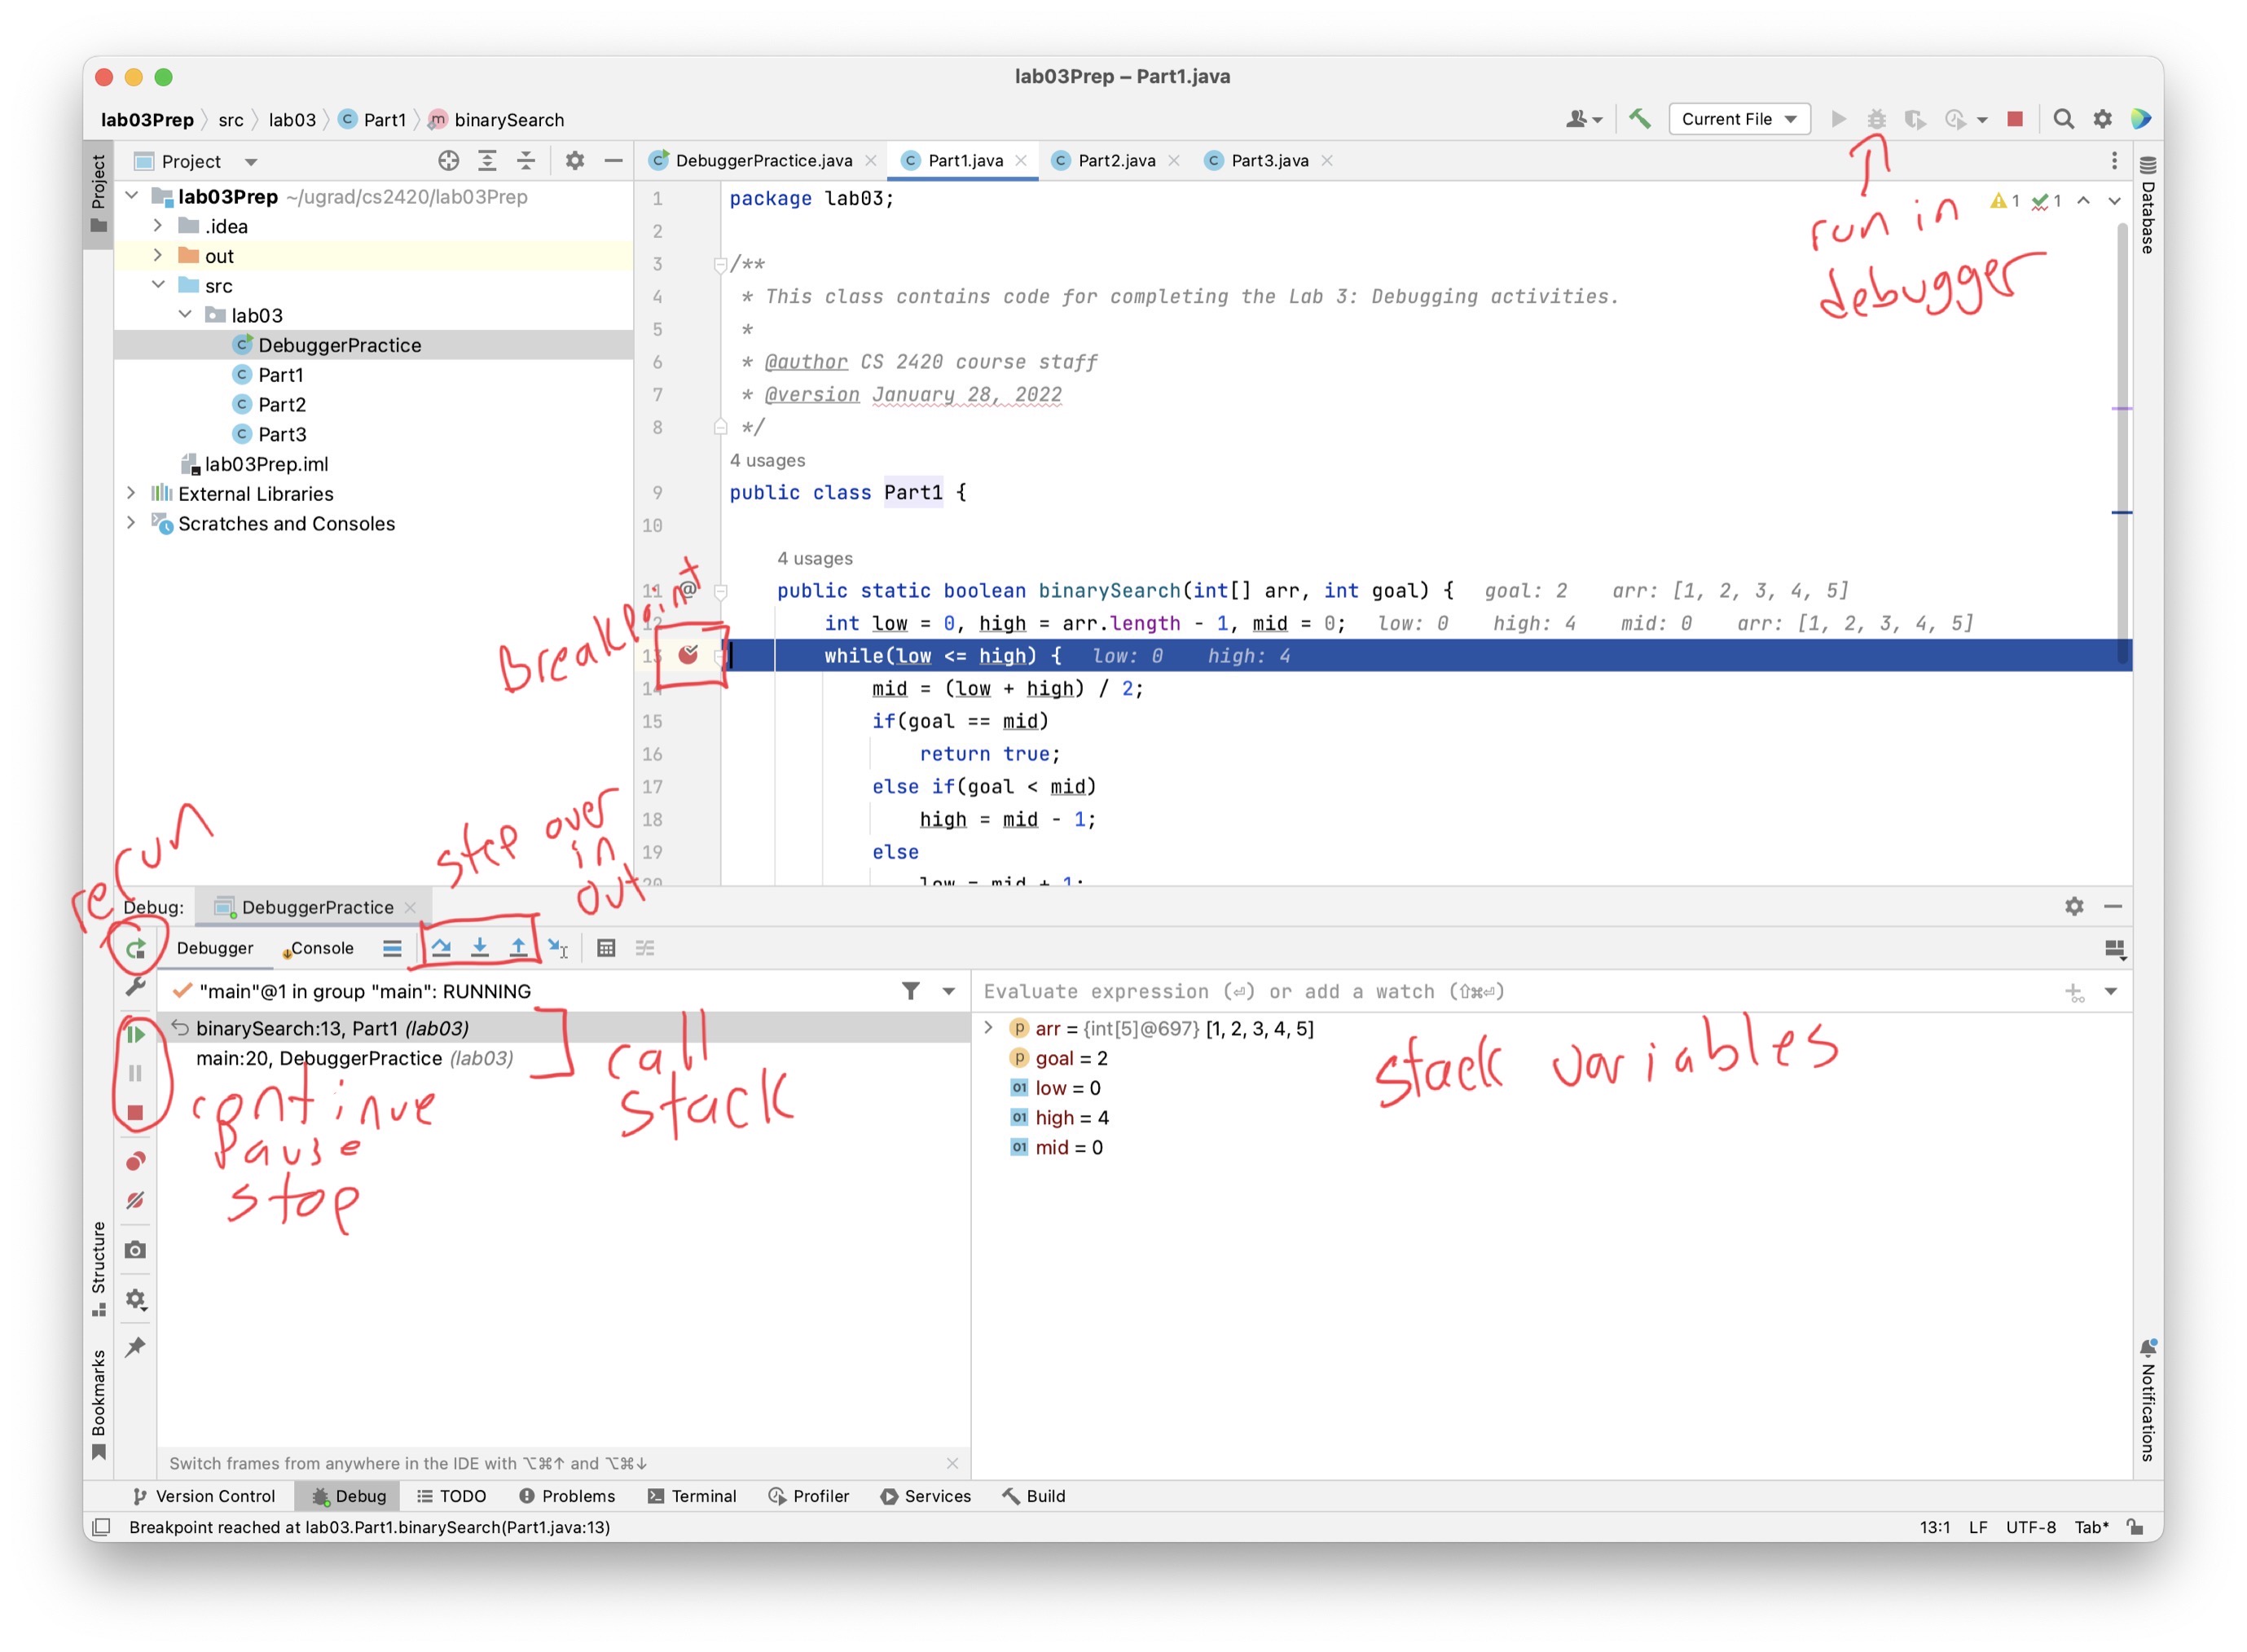 lab03Prep – Part1.java
lab03Prep src lab03 Part1 binarySearch
Current File
Project
DebuggerPractice.java Part1.java Part2.java Part3.java
Project
Database
lab03Prep ~/ugrad/cs2420/lab03Prep
.idea
out
src
lab03
DebuggerPractice
Part1
Part2
Part3
lab03Prep.iml
External Libraries
Scratches and Consoles
1 package lab03;
2
3 /**
4 * This class contains code for completing the Lab 3: Debugging activities.
5 *
6 * @author CS 2420 course staff
7 * @version January 28, 2022
8 */
4 usages
9 public class Part1 {
10
4 usages
11 @ public static boolean binarySearch(int[] arr, int goal) { goal: 2 arr: [1, 2, 3, 4, 5]
12 int low = 0, high = arr.length - 1, mid = 0; low: 0 high: 4 mid: 0 arr: [1, 2, 3, 4, 5]
13 while(low <= high) { low: 0 high: 4
14 mid = (low + high) / 2;
15 if(goal == mid)
16 return true;
17 else if(goal < mid)
18 high = mid - 1;
19 else
20 low = mid + 1;
1 1
run in
debugger
Breakpoint
rerun
step over
in
out
Debug: DebuggerPractice
Debugger Console
"main"@1 in group "main": RUNNING
binarySearch:13, Part1 (lab03)
main:20, DebuggerPractice (lab03)
call
stack
continue
Pause
stop
Evaluate expression (⏎) or add a watch (⇧⌘⏎)
arr = {int[5]@697} [1, 2, 3, 4, 5]
goal = 2
low = 0
high = 4
mid = 0
stack variables
Structure
Bookmarks
Notifications
Switch frames from anywhere in the IDE with ⌥⌘↑ and ⌥⌘↓
Version Control Debug TODO Problems Terminal Profiler Services Build
Breakpoint reached at lab03.Part1.binarySearch(Part1.java:13)
13:1 LF UTF-8 Tab*